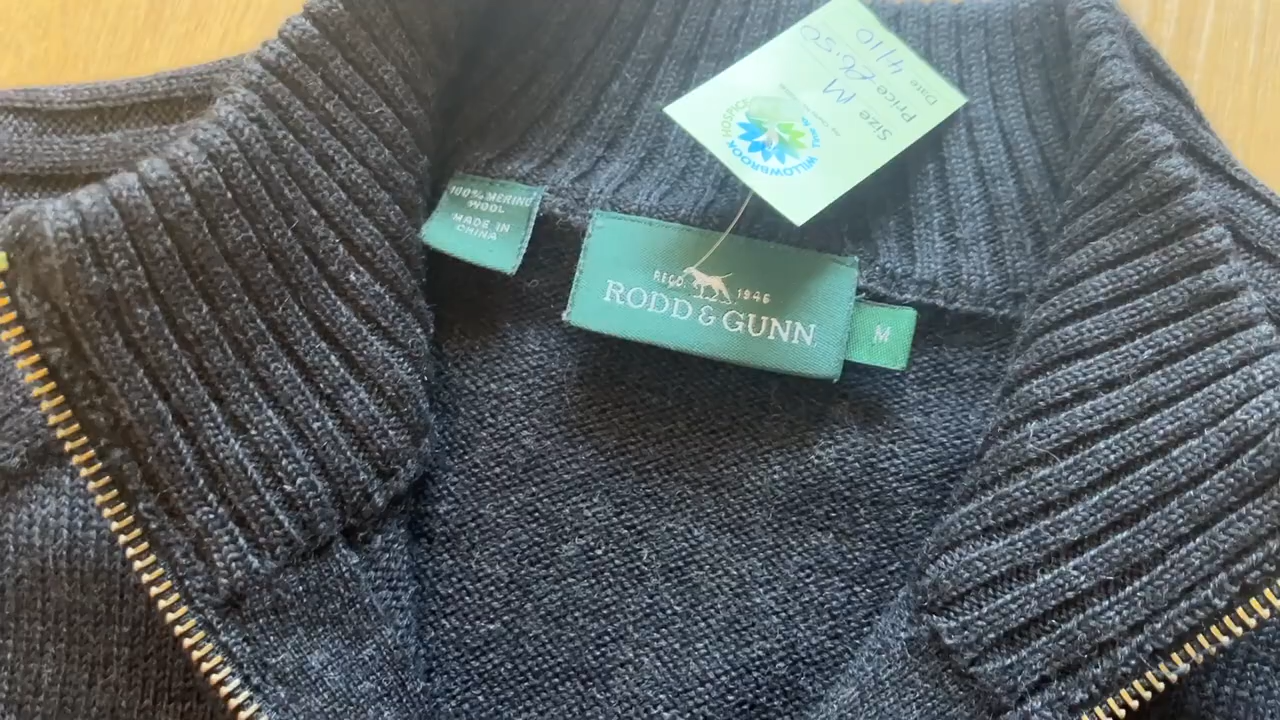 Size M
Price £6.50
Date 4/10
WILLOWBROOK
HOSPICE
100% MERINO
WOOL
MADE IN
CHINA
REGD. 1946
RODD & GUNN
M